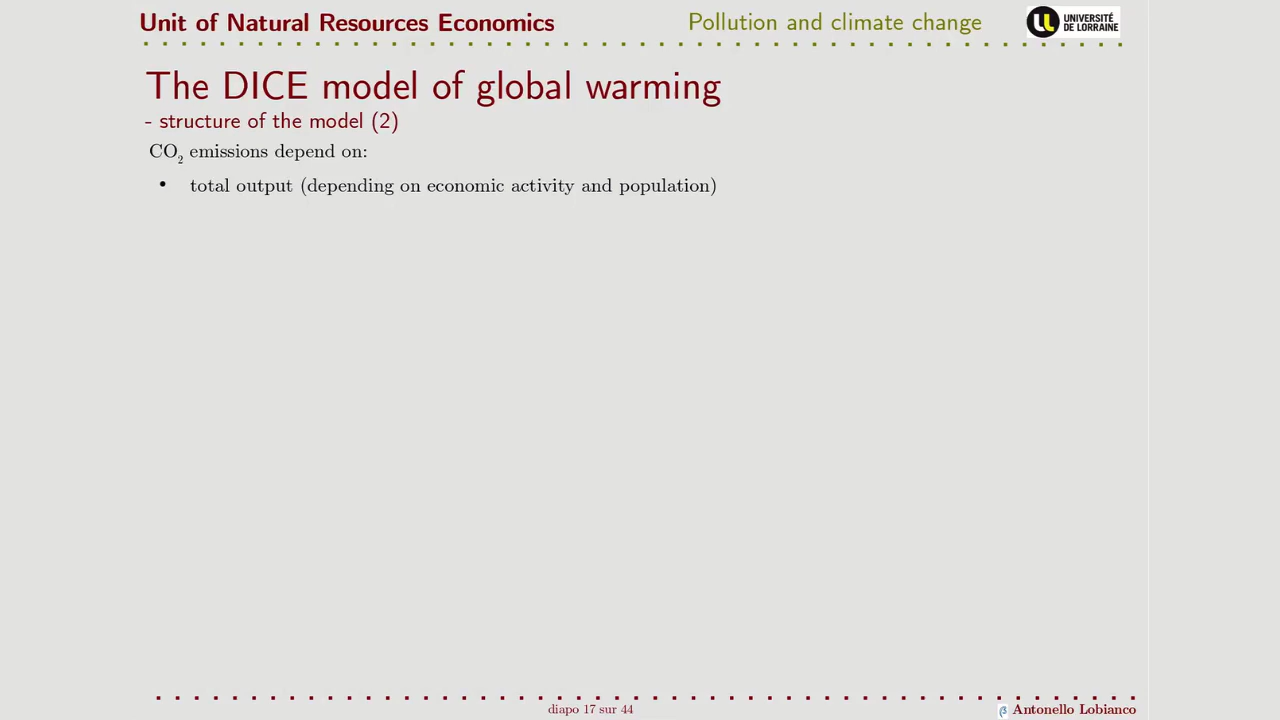 Unit of Natural Resources Economics
Pollution and climate change
UNIVERSITÉ
DE LORRAINE
The DICE model of global warming
- structure of the model (2)
CO₂ emissions depend on:
• total output (depending on economic activity and population)
diapo 17 sur 44
β Antonello Lobianco